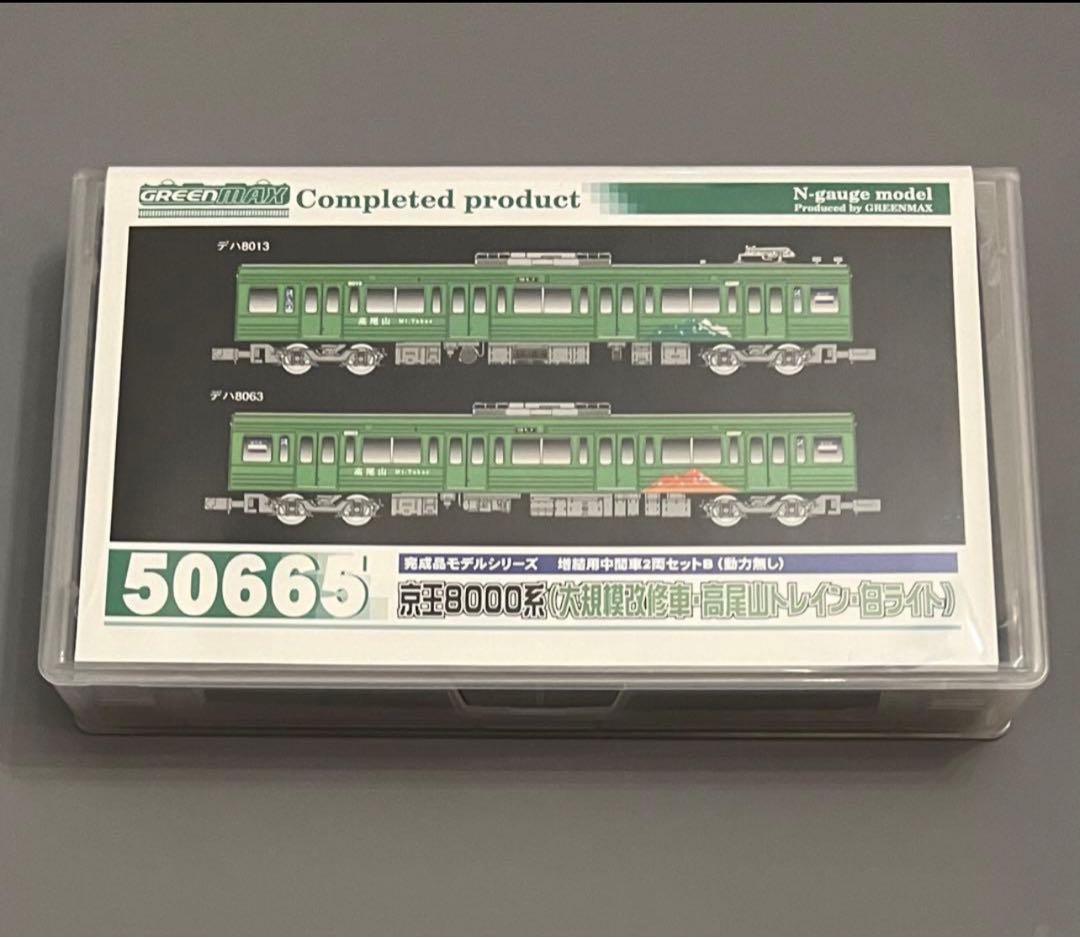 GREENMAX Completed product
N-gauge model
Produced by GREENMAX
デハ8013
高尾山 Mt.Takao
デハ8063
高尾山 Mt.Takao
50665
完成品モデルシリーズ 増結用中間車2両セットB（動力無し）
京王8000系（大規模改修車・高尾山トレイン・白ライト）